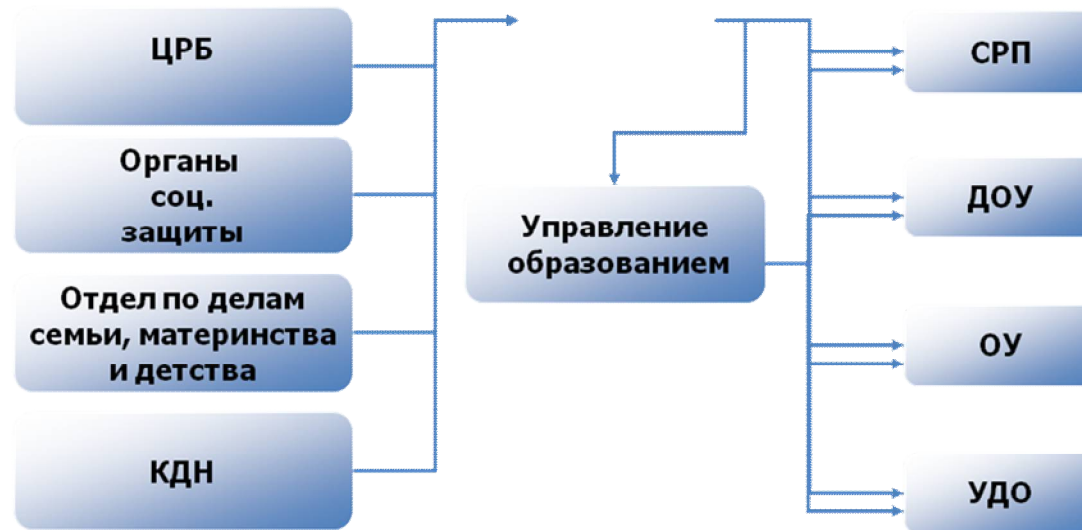 ЦРБ
Органы
соц.
защиты
Отдел по делам
семьи, материнства
и детства
КДН
Управление
образованием
СРП
ДОУ
ОУ
УДО